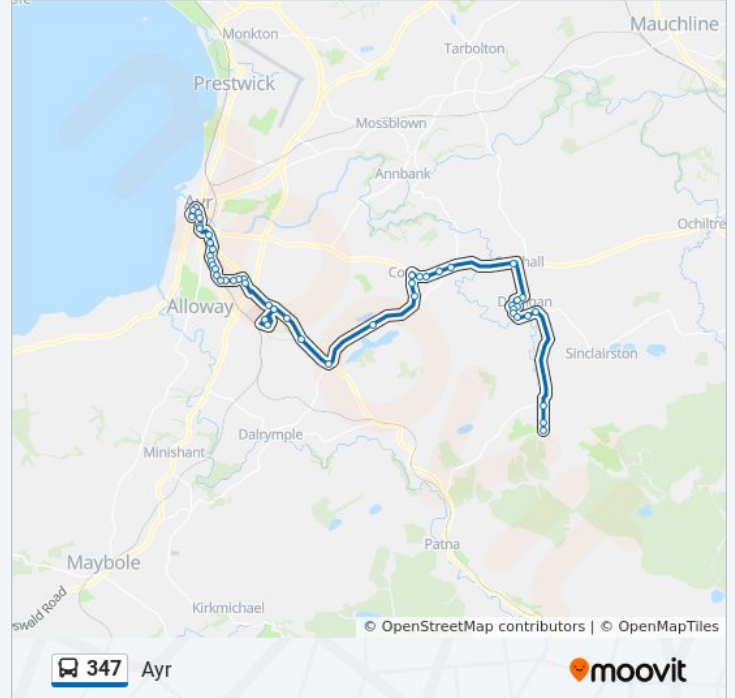 Mauchline
Monkton
Tarbolton
Prestwick
Mossblown
Annbank
Ayr
Ochiltre
Alloway
Sinclairston
Dalrymple
Minishant
Patna
Maybole
swald Road
Kirkmichael
© OpenStreetMap contributors | © OpenMapTiles
347 Ayr
moovit